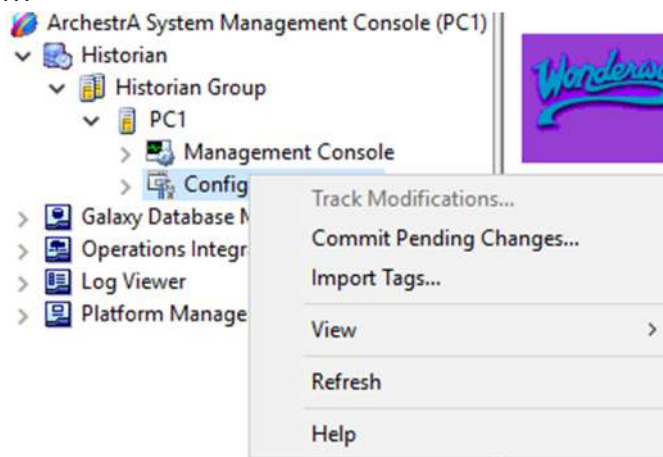 ArchestrA System Management Console (PC1)
Historian
Historian Group
PC1
Management Console
Config
Galaxy Database
Operations Integr
Log Viewer
Platform Manage
Track Modifications...
Commit Pending Changes...
Import Tags...
View
Refresh
Help